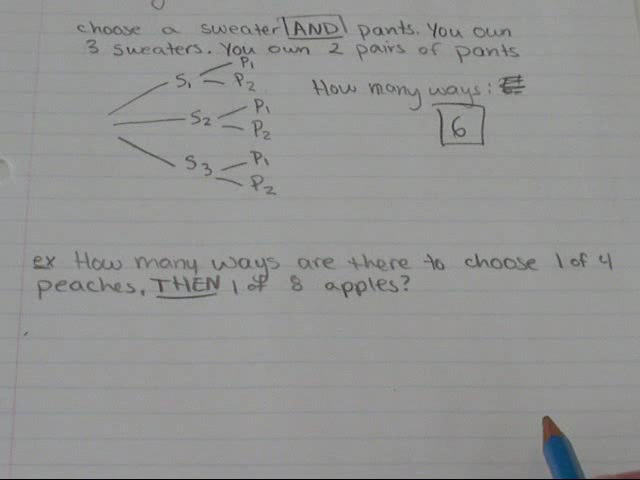 choose a sweater AND pants. You own
3 sweaters. You own 2 pairs of pants
S1 P1
P2
S2 P1
P2
S3 P1
P2
How many ways:
6
ex How many ways are there to choose 1 of 4
peaches, THEN 1 of 8 apples?